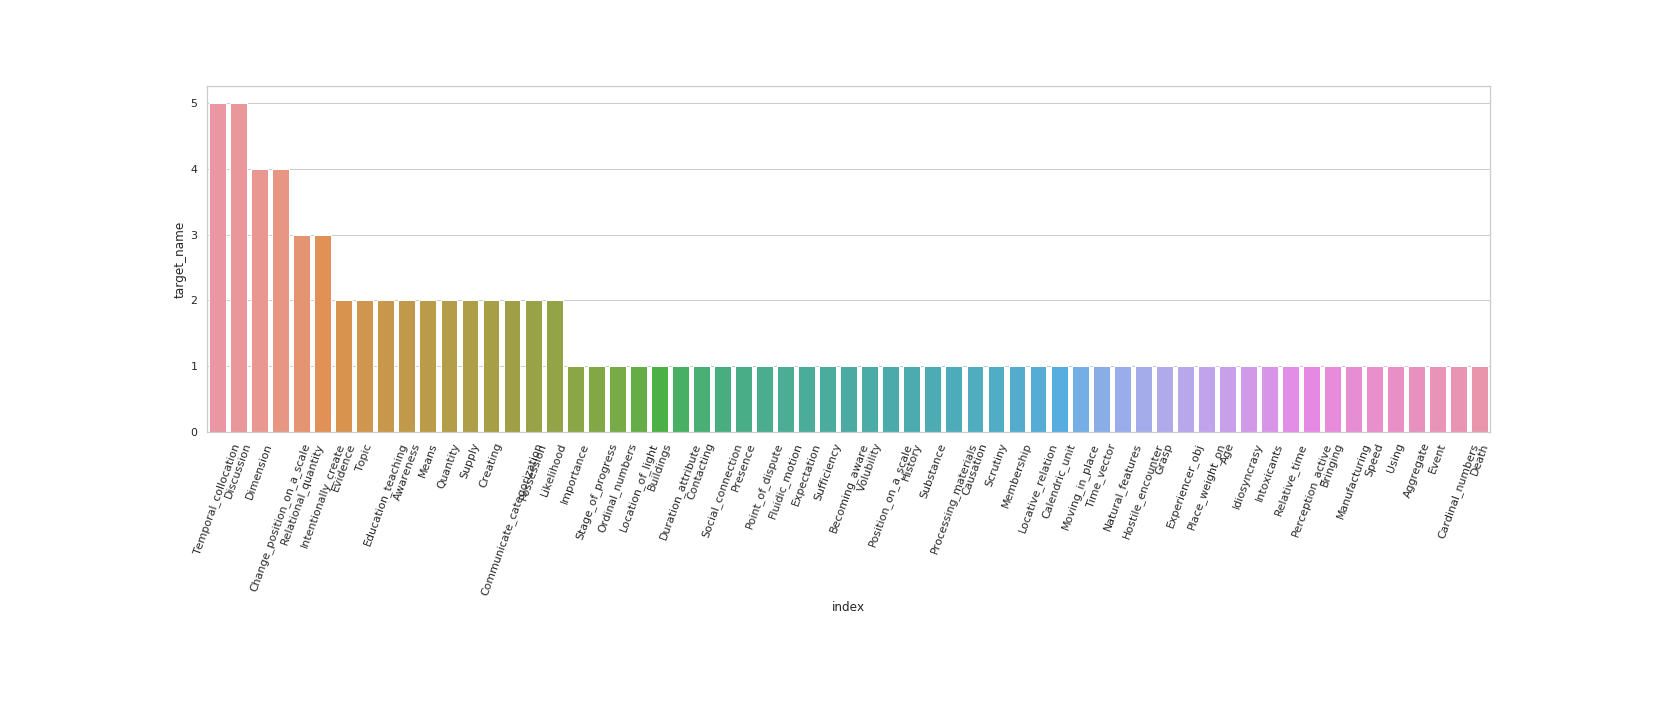 5
4
3
2
1
0
target_name
Temporal_collocation
Discussion
Dimension
Change_position_on_a_scale
Relational_quantity
Intentionally_create
Evidence
Topic
Education_teaching
Awareness
Means
Quantity
Supply
Creating
Communicate_categorization
Possession
Likelihood
Importance
Stage_of_progress
Ordinal_numbers
Location_of_light
Buildings
Duration_attribute
Contacting
Social_connection
Presence
Point_of_dispute
Fluidic_motion
Expectation
Sufficiency
Becoming_aware
Volubility
Position_on_a_scale
History
Substance
Processing_materials
Causation
Scrutiny
Membership
Locative_relation
Calendric_unit
Moving_in_place
Time_vector
Natural_features
Hostile_encounter
Grasp
Experiencer_obj
Place_weight_on
Age
Idiosyncrasy
Intoxicants
Relative_time
Perception_active
Bringing
Manufacturing
Speed
Using
Aggregate
Event
Cardinal_numbers
Death
index